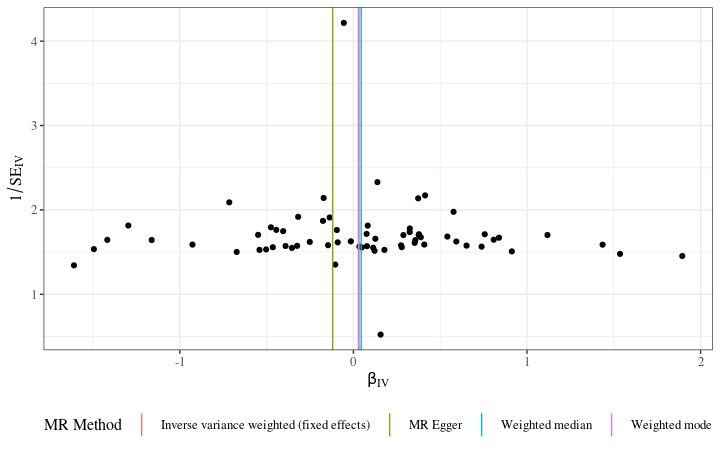 4
3
2
1
1/SE_IV
-1 0 1 2
β_IV
MR Method Inverse variance weighted (fixed effects) MR Egger Weighted median Weighted mode